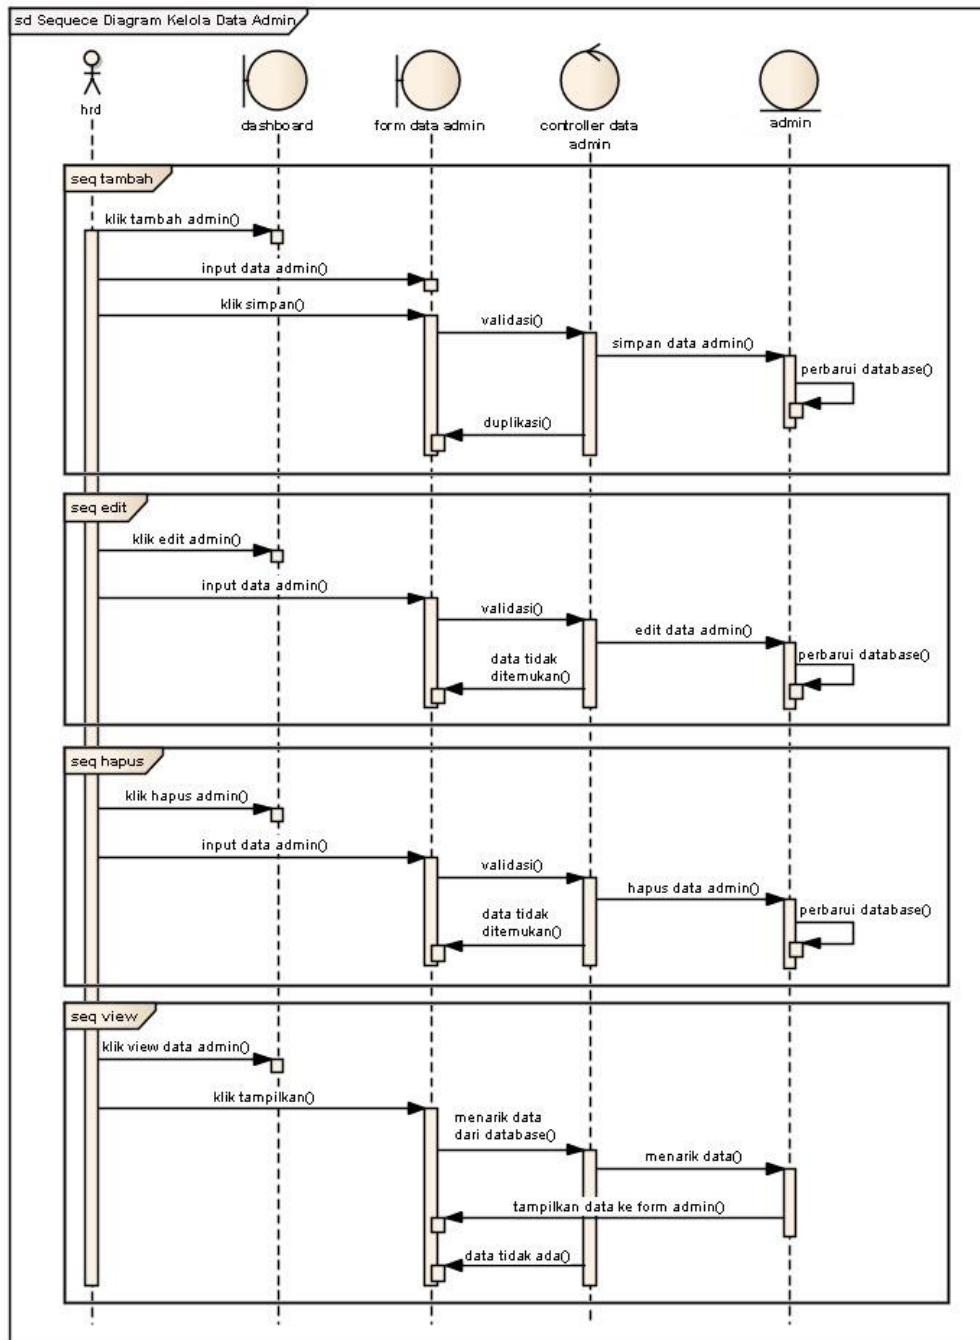 sd Sequece Diagram Kelola Data Admin
hrd
dashboard
form data admin
controller data
admin
admin
seq tambah
klik tambah admin()
input data admin()
klik simpan()
validasi()
simpan data admin()
perbarui database()
duplikasi()
seq edit
klik edit admin()
input data admin()
validasi()
edit data admin()
perbarui database()
data tidak
ditemukan()
seq hapus
klik hapus admin()
input data admin()
validasi()
hapus data admin()
perbarui database()
data tidak
ditemukan()
seq view
klik view data admin()
klik tampilkan()
menarik data
dari database()
menarik data()
tampilkan data ke form admin()
data tidak ada()